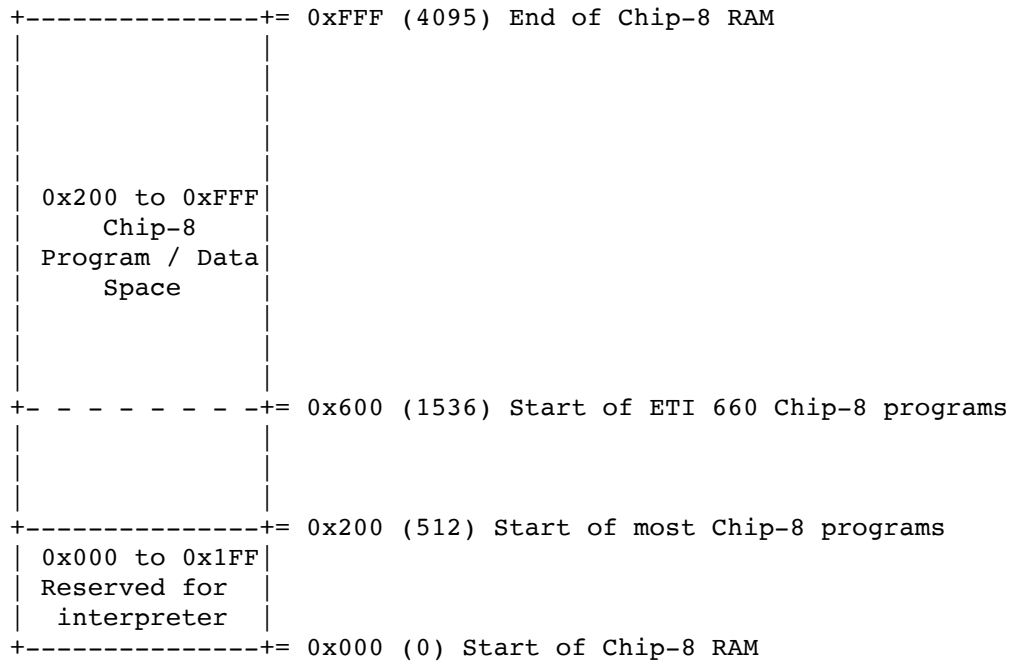 +---------------+= 0xFFF (4095) End of Chip-8 RAM
|               |
|               |
|               |
|               |
|               |
| 0x200 to 0xFFF|
|     Chip-8    |
| Program / Data|
|     Space     |
|               |
|               |
|               |
+- - - - - - - -+= 0x600 (1536) Start of ETI 660 Chip-8 programs
|               |
|               |
|               |
+---------------+= 0x200 (512) Start of most Chip-8 programs
| 0x000 to 0x1FF|
| Reserved for  |
|  interpreter  |
+---------------+= 0x000 (0) Start of Chip-8 RAM